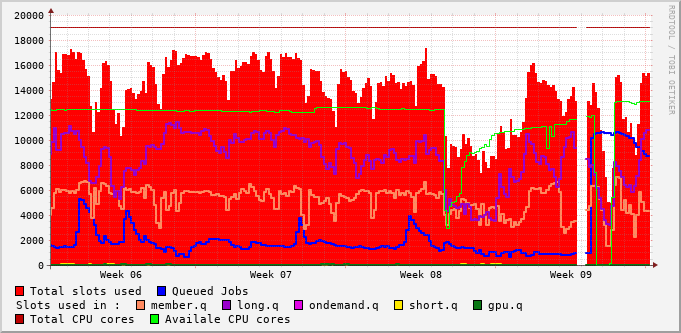 20000
18000
16000
14000
12000
10000
8000
6000
4000
2000
0
Week 06 Week 07 Week 08 Week 09
RRDTOOL / TOBI OETIKER
Total slots used Queued Jobs
Slots used in : member.q long.q ondemand.q short.q gpu.q
Total CPU cores Availale CPU cores